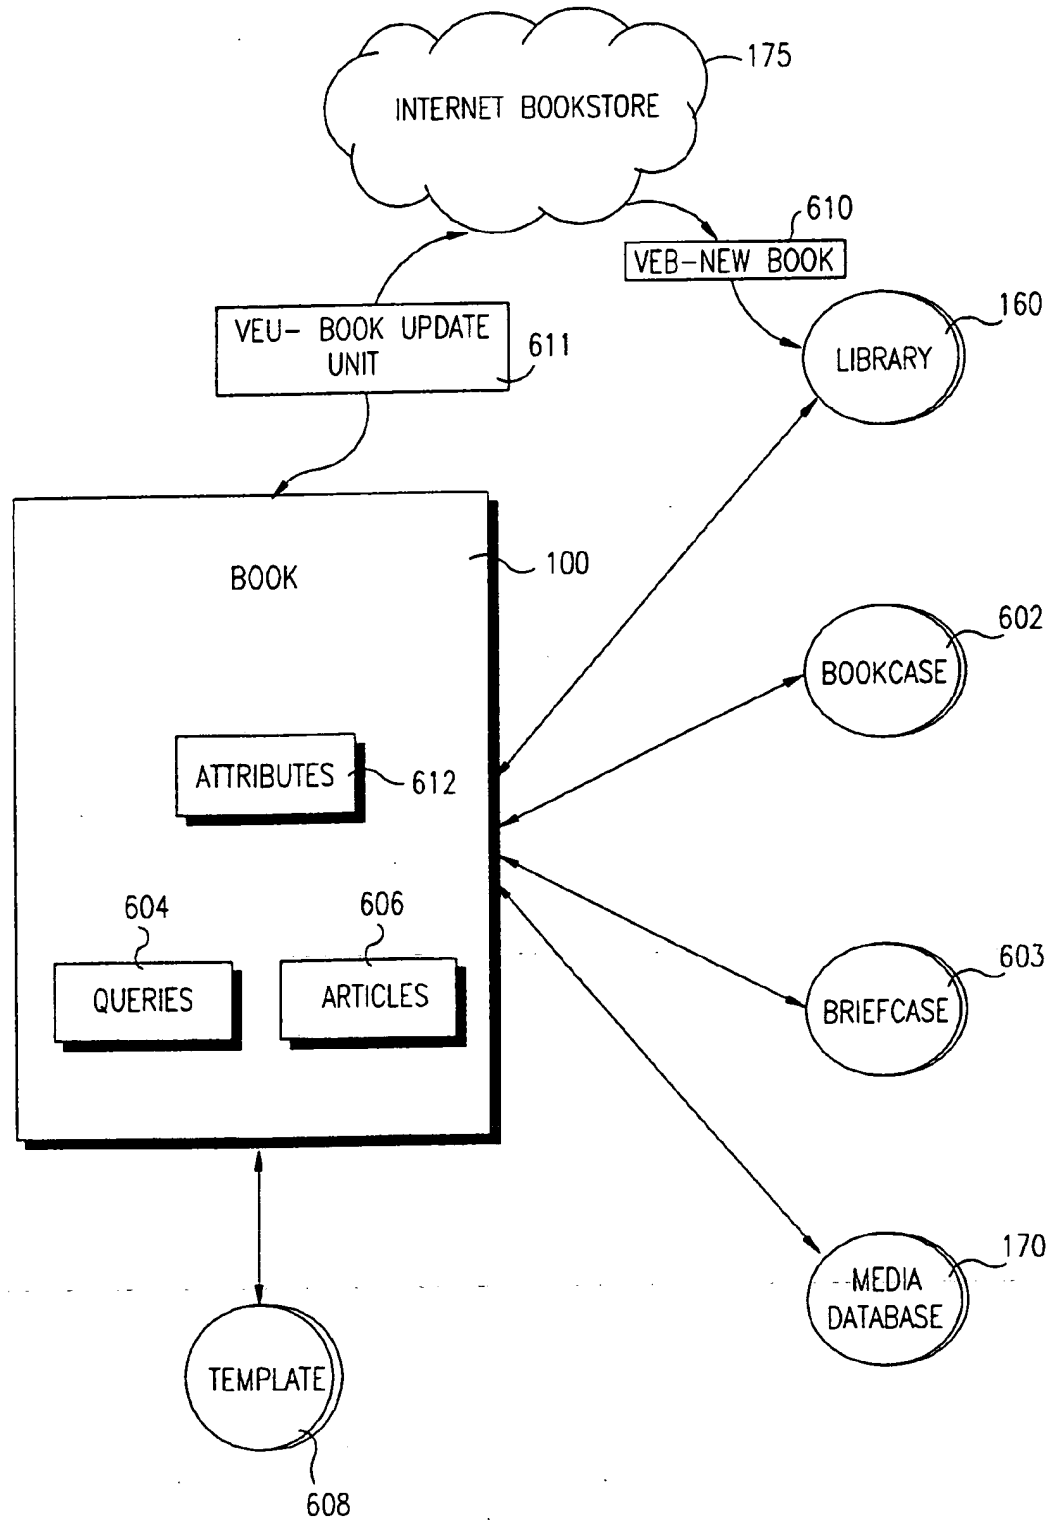 175
INTERNET BOOKSTORE
610
VEB-NEW BOOK
160
LIBRARY
VEU- BOOK UPDATE
UNIT
611
BOOK
100
602
BOOKCASE
ATTRIBUTES
612
604
606
QUERIES
ARTICLES
603
BRIEFCASE
170
MEDIA
DATABASE
TEMPLATE
608